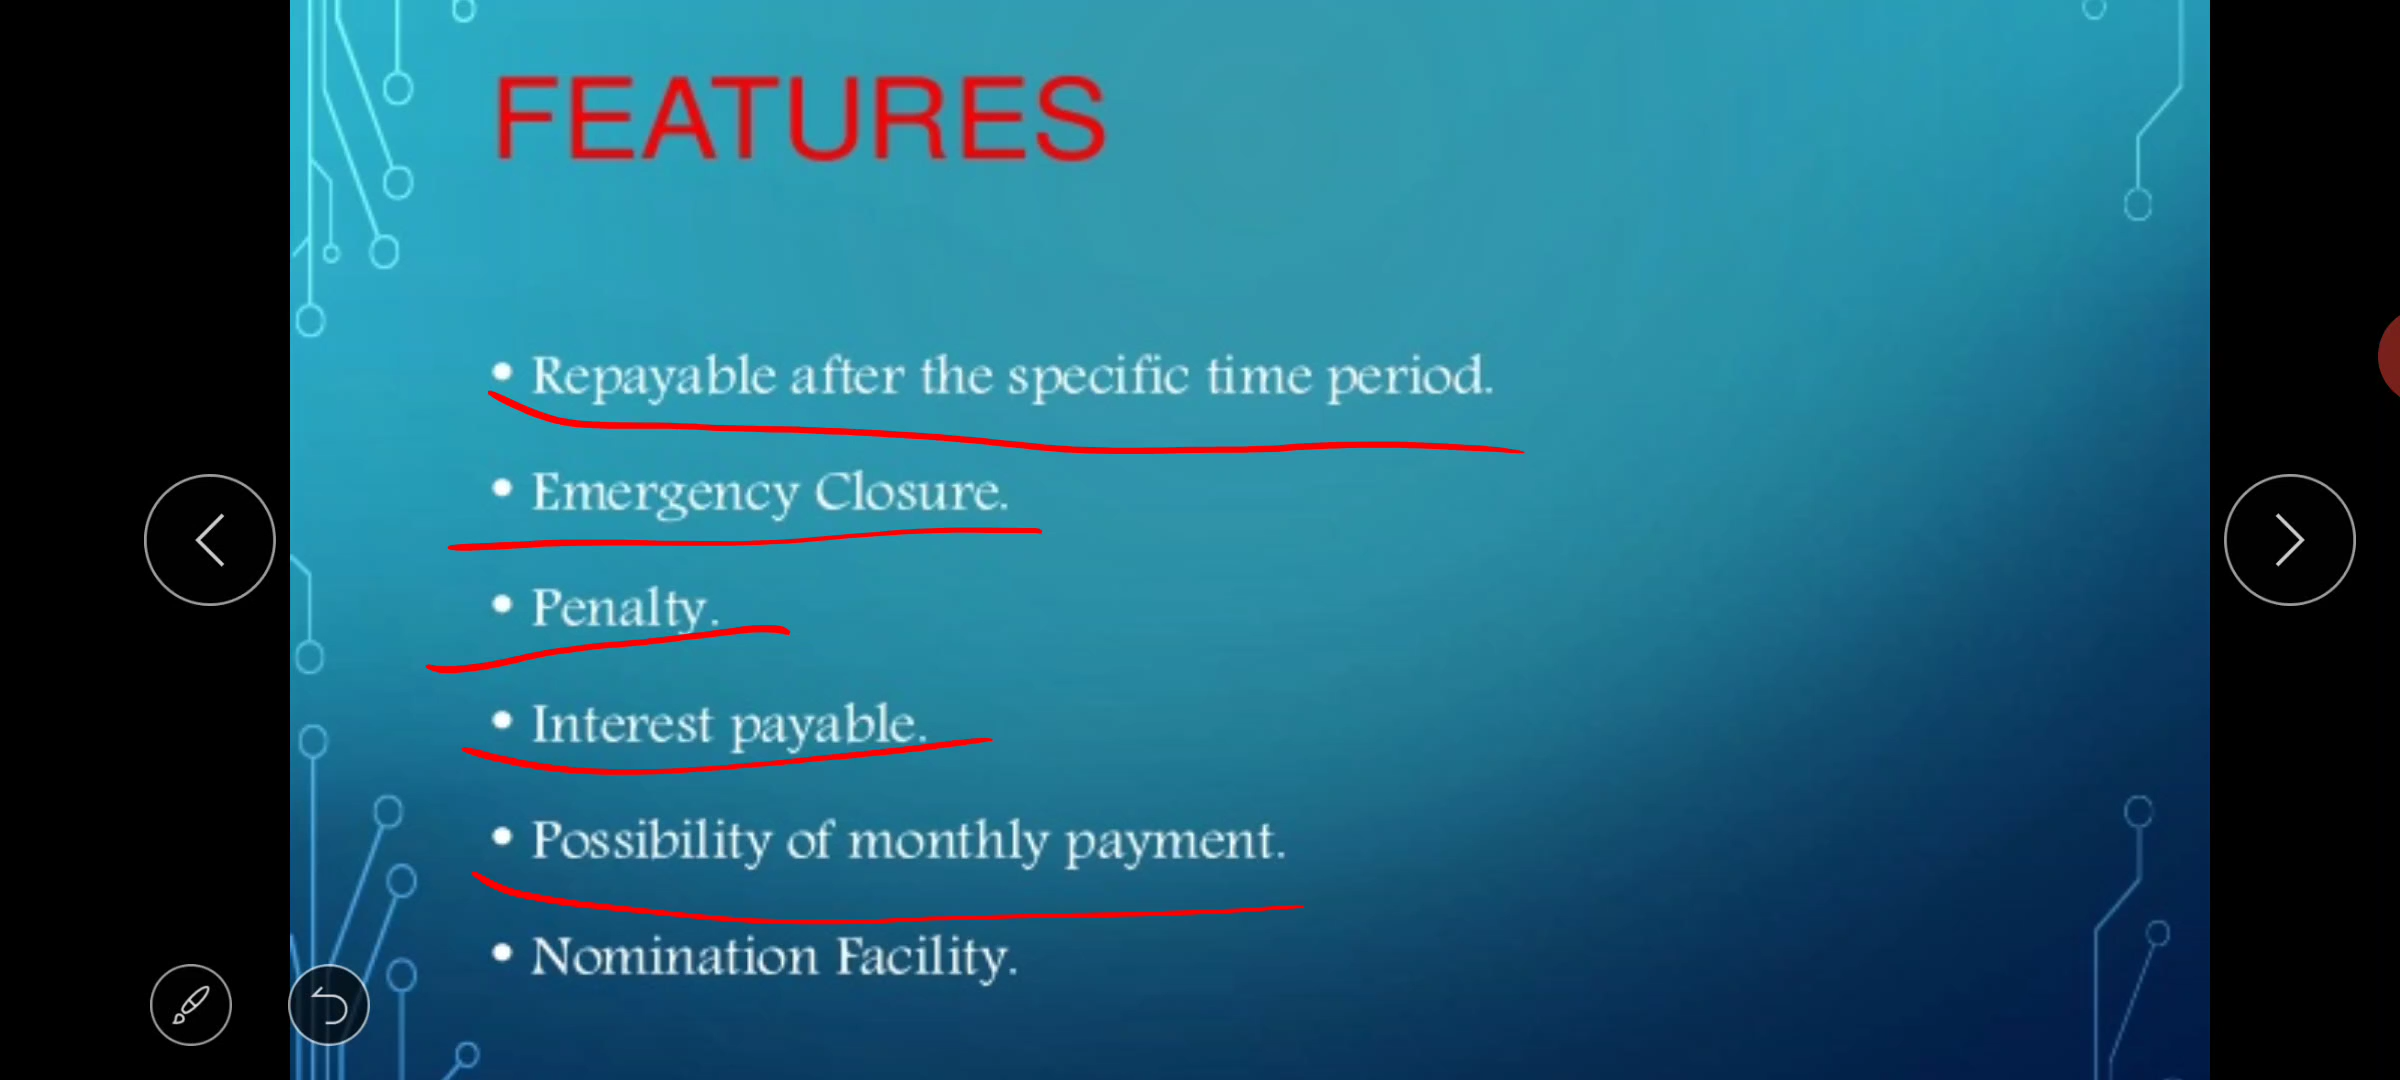 FEATURES
• Repayable after the specific time period.
• Emergency Closure.
• Penalty.
• Interest payable.
• Possibility of monthly payment.
• Nomination Facility.